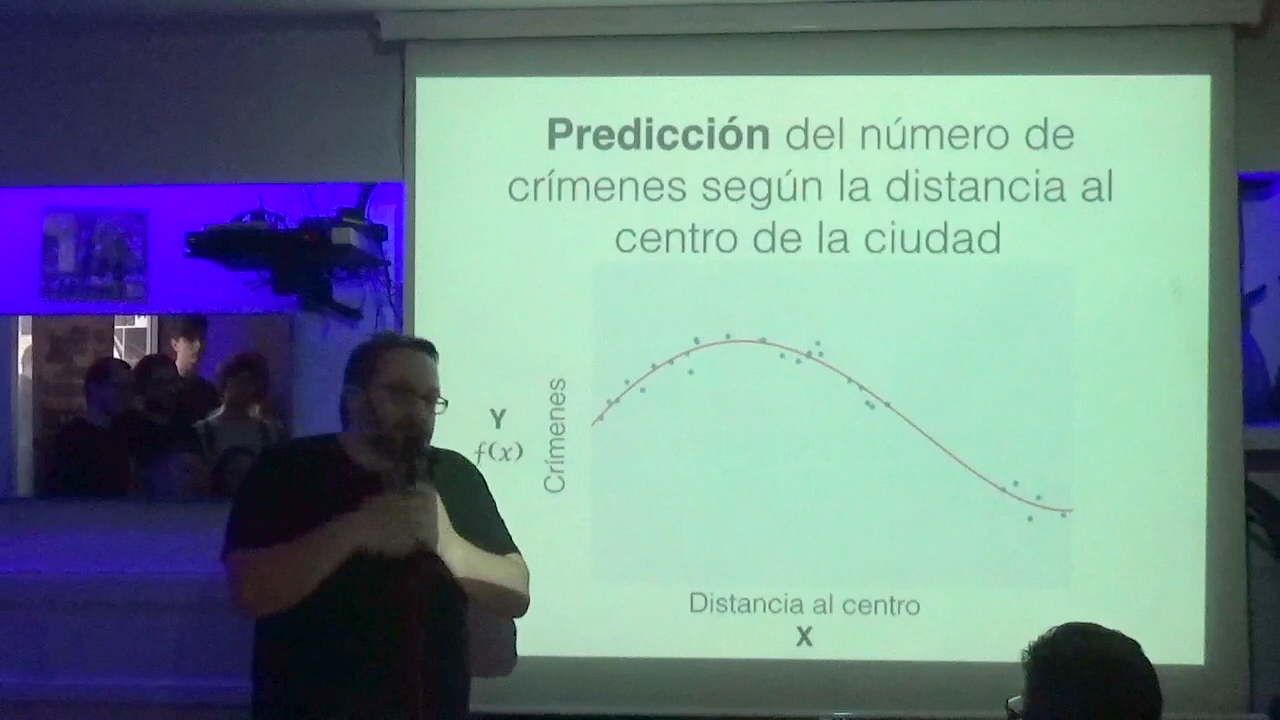 Predicción del número de
crímenes según la distancia al
centro de la ciudad
Y
f(x)
Crímenes
Distancia al centro
X